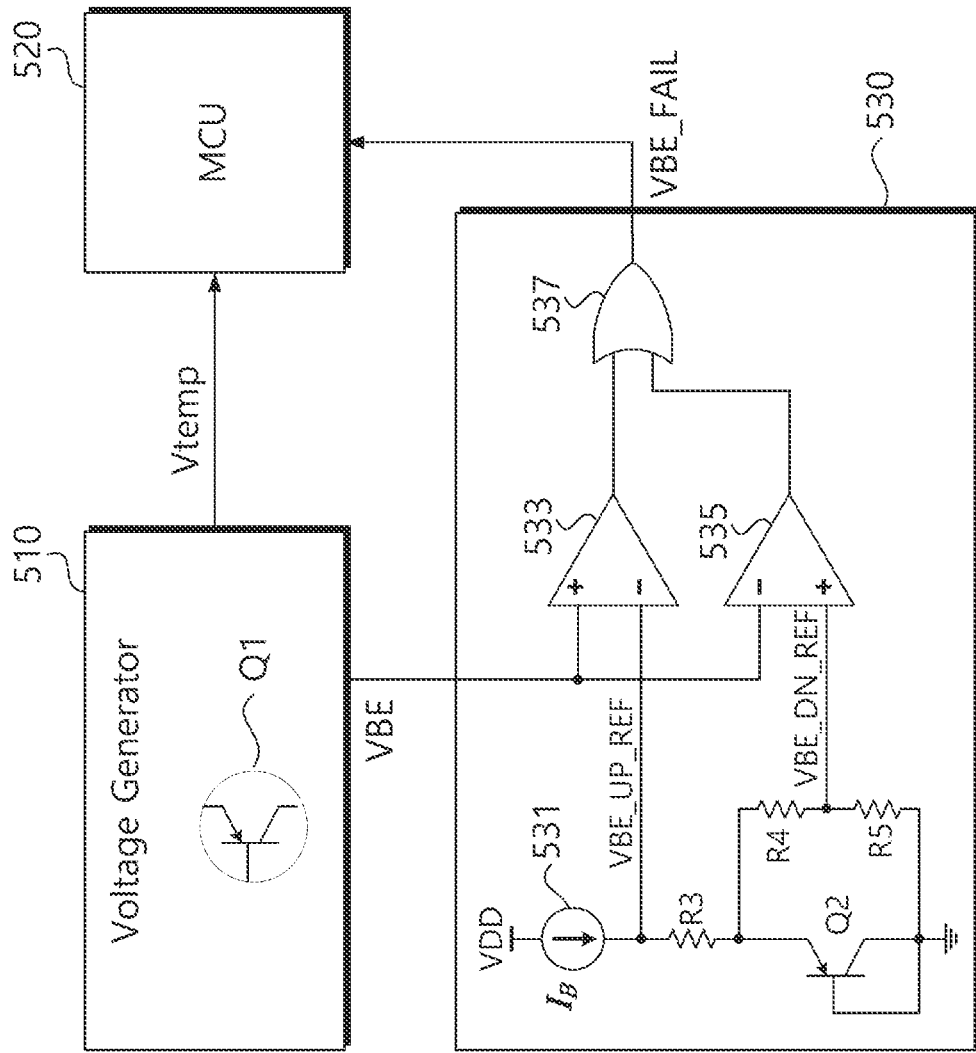 510
Voltage Generator
Q1
Vtemp
520
MCU
VBE
VBE_FAIL
530
VDD
531
I_B
VBE_UP_REF
R3
R4
R5
Q2
VBE_DN_REF
533
+
−
535
−
+
537